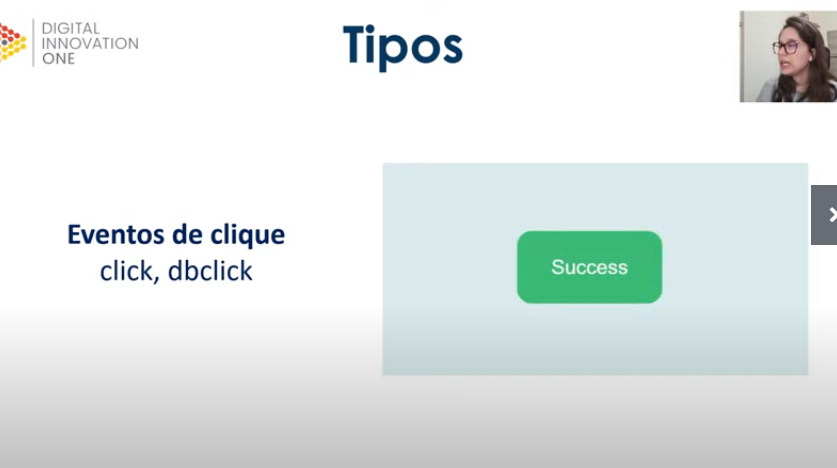 DIGITAL
INNOVATION
ONE
Tipos
Eventos de clique
click, dbclick
Success